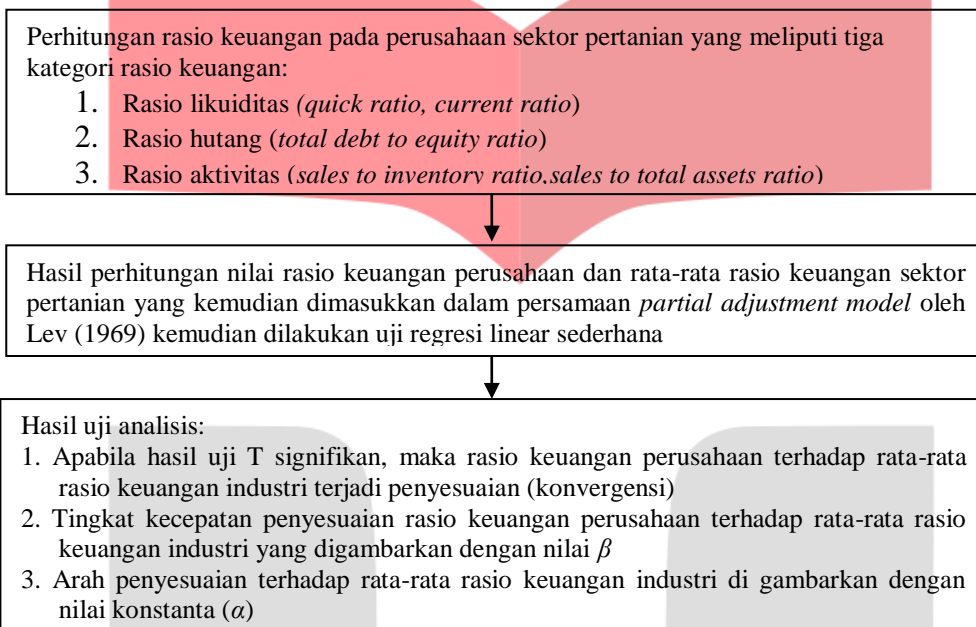 Perhitungan rasio keuangan pada perusahaan sektor pertanian yang meliputi tiga
kategori rasio keuangan:
1. Rasio likuiditas (quick ratio, current ratio)
2. Rasio hutang (total debt to equity ratio)
3. Rasio aktivitas (sales to inventory ratio,sales to total assets ratio)
Hasil perhitungan nilai rasio keuangan perusahaan dan rata-rata rasio keuangan sektor
pertanian yang kemudian dimasukkan dalam persamaan partial adjustment model oleh
Lev (1969) kemudian dilakukan uji regresi linear sederhana
Hasil uji analisis:
1. Apabila hasil uji T signifikan, maka rasio keuangan perusahaan terhadap rata-rata
rasio keuangan industri terjadi penyesuaian (konvergensi)
2. Tingkat kecepatan penyesuaian rasio keuangan perusahaan terhadap rata-rata rasio
keuangan industri yang digambarkan dengan nilai β
3. Arah penyesuaian terhadap rata-rata rasio keuangan industri di gambarkan dengan
nilai konstanta (α)